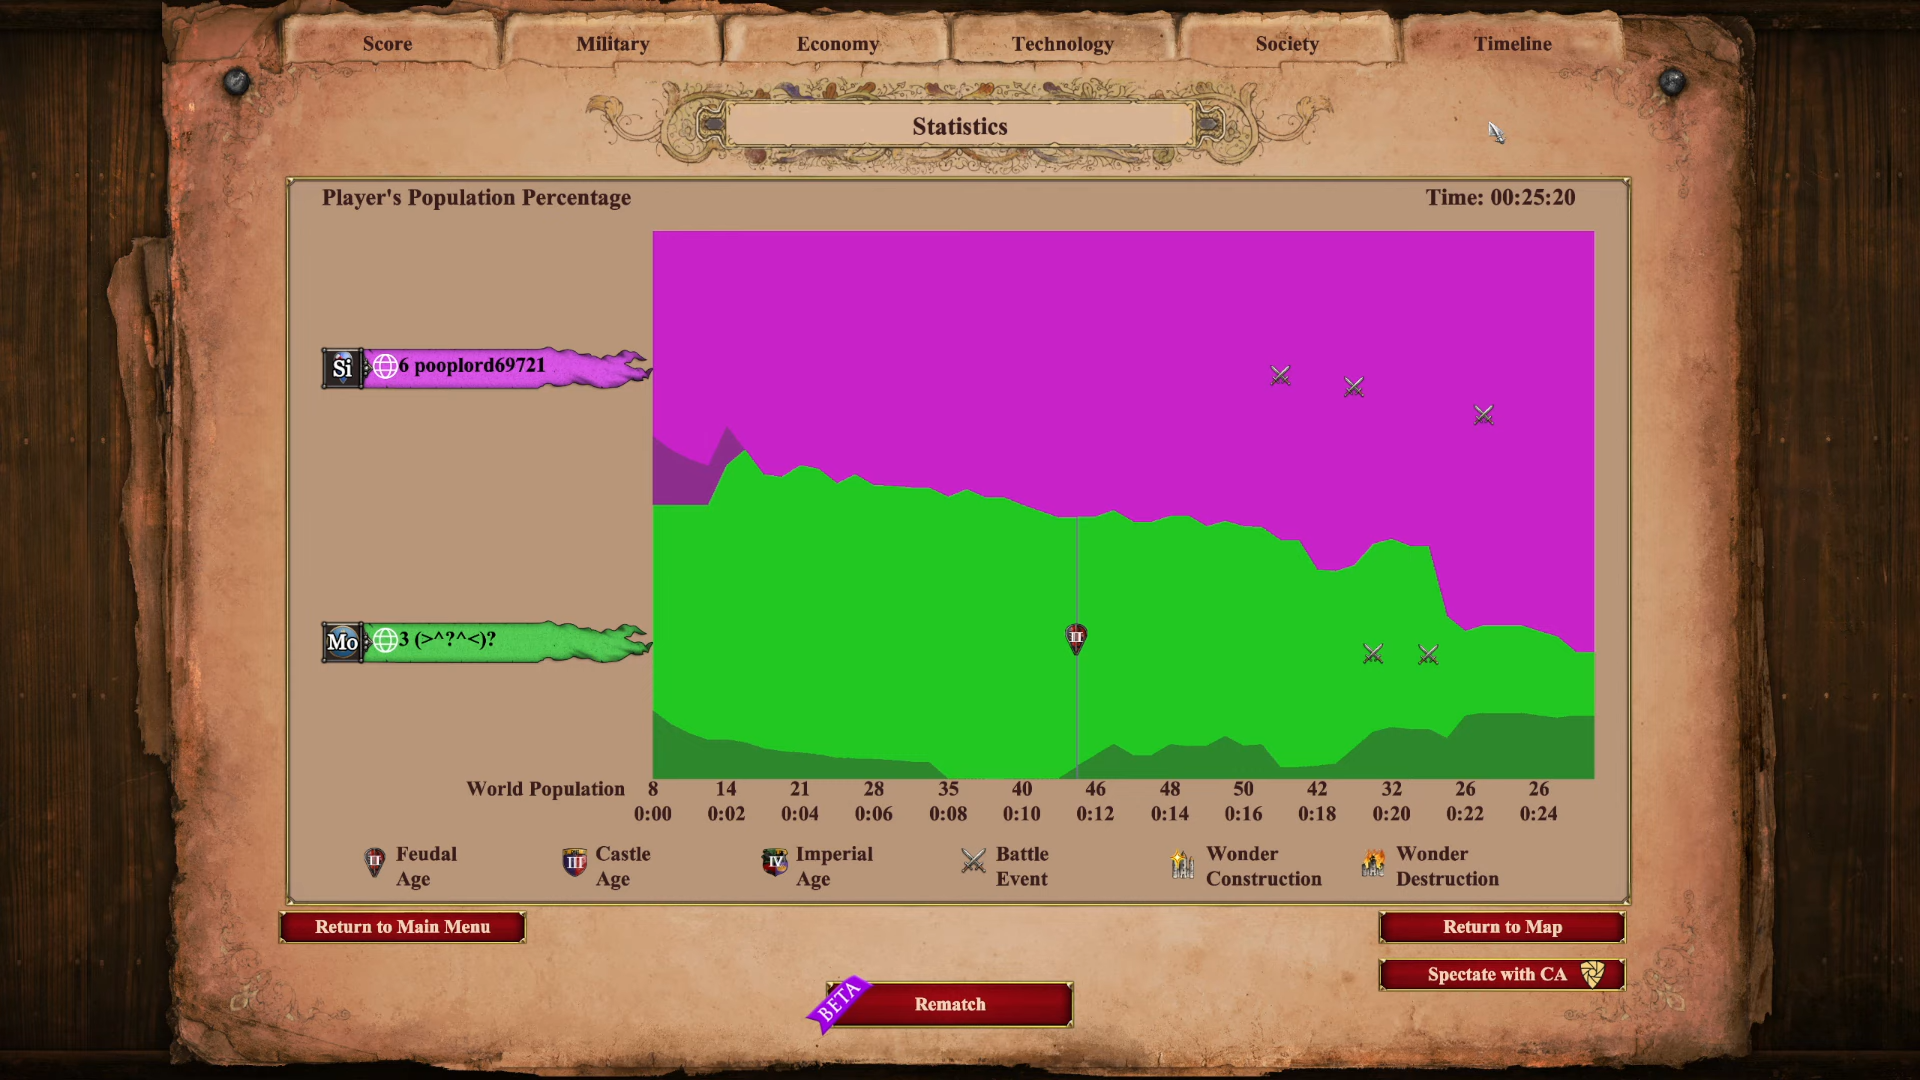 Score Military Economy Technology Society Timeline
Statistics
Player's Population Percentage Time: 00:25:20
Si 6 pooplord69721
Mo 3 (>^?^<)?
II
World Population 8 14 21 28 35 40 46 48 50 42 32 26 26
0:00 0:02 0:04 0:06 0:08 0:10 0:12 0:14 0:16 0:18 0:20 0:22 0:24
II Feudal Age
III Castle Age
IV Imperial Age
Battle Event
Wonder Construction
Wonder Destruction
Return to Main Menu
Return to Map
Spectate with CA
BETA Rematch